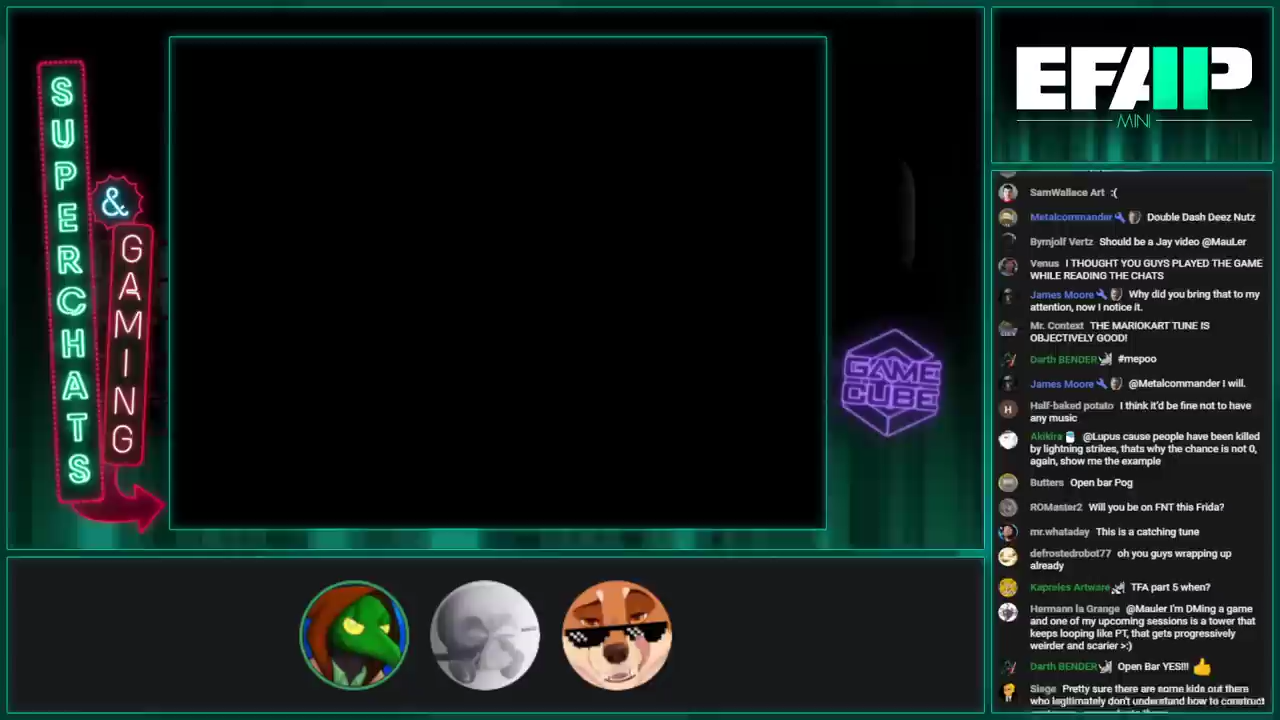 SUPERCHATS
&
GAMING
GAME
CUBE
EFAP
MINI
SamWallace Art :(
Metalcommander Double Dash Deez Nutz
Byrnjolf Vertz Should be a Jay video @MauLer
Venus I THOUGHT YOU GUYS PLAYED THE GAME
WHILE READING THE CHATS
James Moore Why did you bring that to my
attention, now I notice it.
Mr. Context THE MARIOKART TUNE IS
OBJECTIVELY GOOD!
Darth BENDER #mepoo
James Moore @Metalcommander I will.
Half-baked potato I think it'd be fine not to have
any music
Akikira @Lupus cause people have been killed
by lightning strikes, thats why the chance is not 0,
again, show me the example
Butters Open bar Pog
ROMaster2 Will you be on FNT this Frida?
mr.whataday This is a catching tune
defrostedrobot77 oh you guys wrapping up
already
Kaproles Artware TFA part 5 when?
Hermann la Grange @Mauler I'm DMing a game
and one of my upcoming sessions is a tower that
keeps looping like PT, that gets progressively
weirder and scarier >:)
Darth BENDER Open Bar YES!!! 👍
Siege Pretty sure there are some kids out there
who legitimately don't understand how to construct